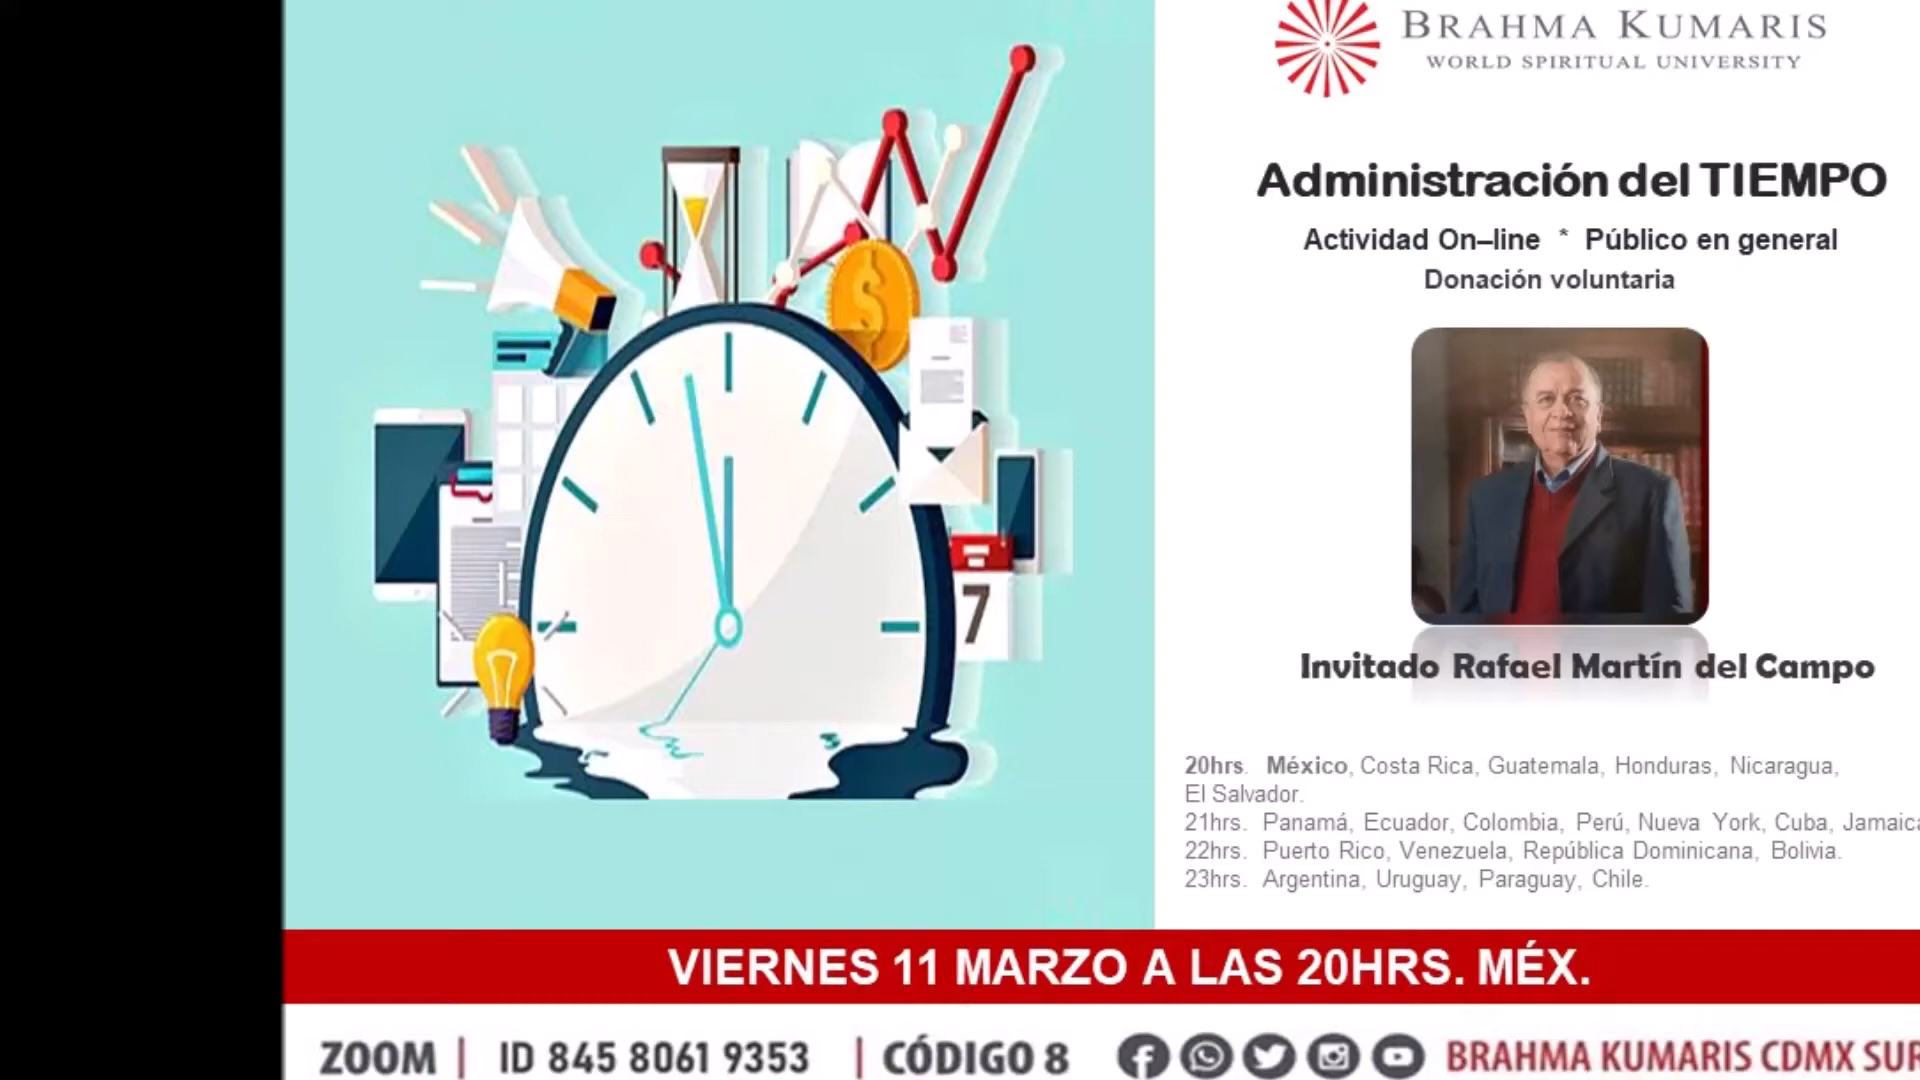 BRAHMA KUMARIS
WORLD SPIRITUAL UNIVERSITY
Administración del TIEMPO
Actividad On–line * Público en general
Donación voluntaria
$
7
Invitado Rafael Martín del Campo
20hrs. México, Costa Rica, Guatemala, Honduras, Nicaragua,
El Salvador.
21hrs. Panamá, Ecuador, Colombia, Perú, Nueva York, Cuba, Jamaica
22hrs. Puerto Rico, Venezuela, República Dominicana, Bolivia.
23hrs. Argentina, Uruguay, Paraguay, Chile.
VIERNES 11 MARZO A LAS 20HRS. MÉX.
ZOOM | ID 845 8061 9353 | CÓDIGO 8 BRAHMA KUMARIS CDMX SUR